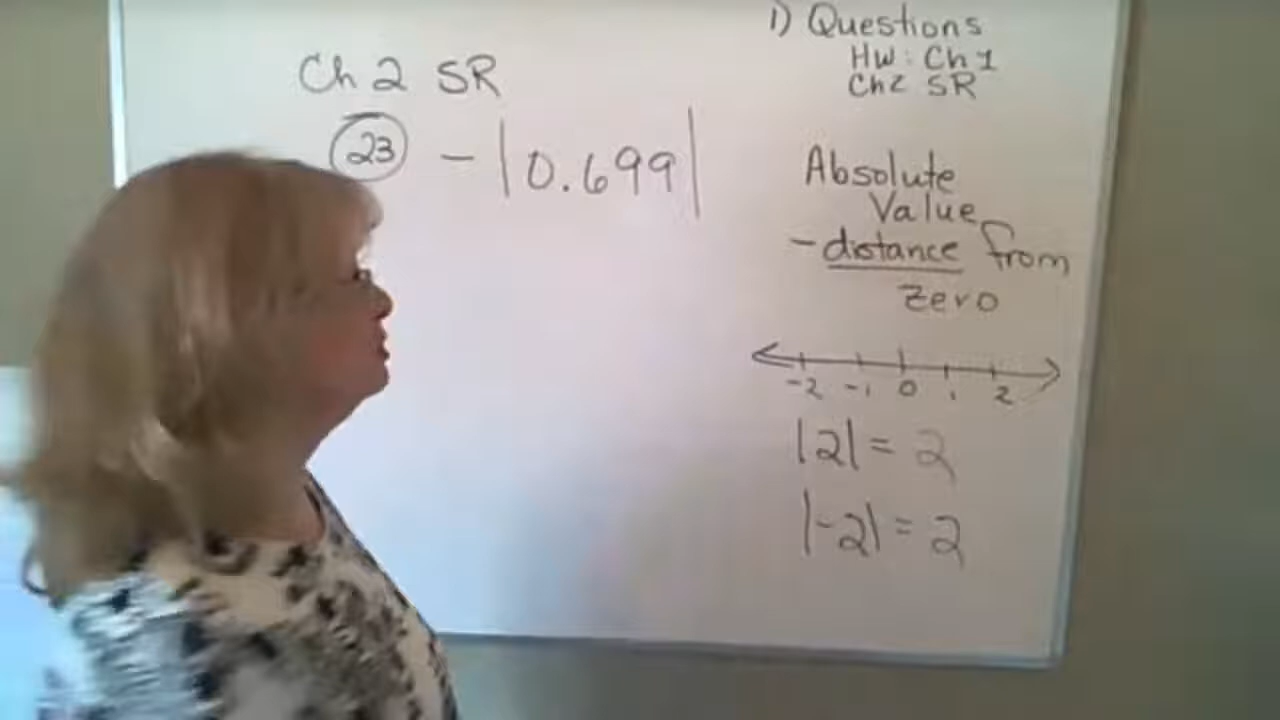 Ch 2 SR
23 - |0.699|
1) Questions
HW: Ch 1
Ch2 SR
Absolute
Value
- distance from
zero
-2 -1 0 1 2
|2| = 2
|-2| = 2